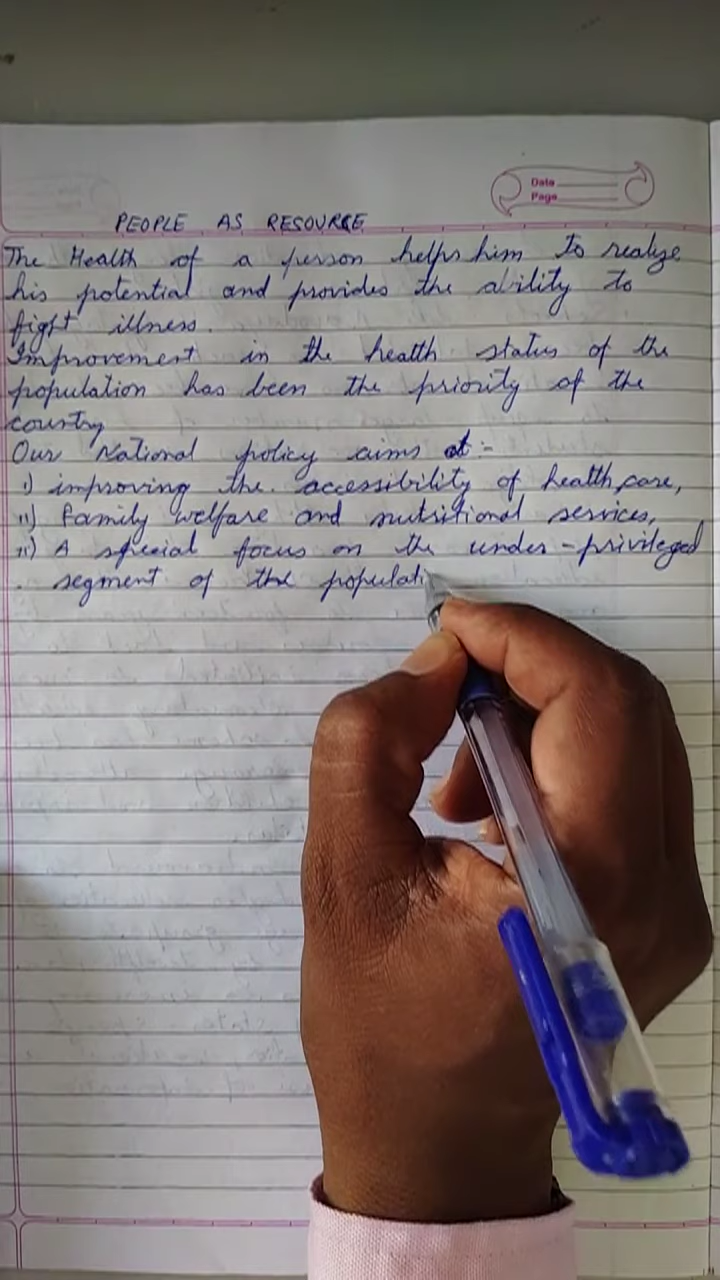 Date
Page
PEOPLE AS RESOURCE
The Health of a person helps him to realize
his potential and provides the ability to
fight illness.
Improvement in the health status of the
population has been the priority of the
country
Our National policy aims at :-
i) improving the accessibility of health care,
ii) family welfare and nutritional services,
ii) A special focus on the under-privileged
segment of the populati